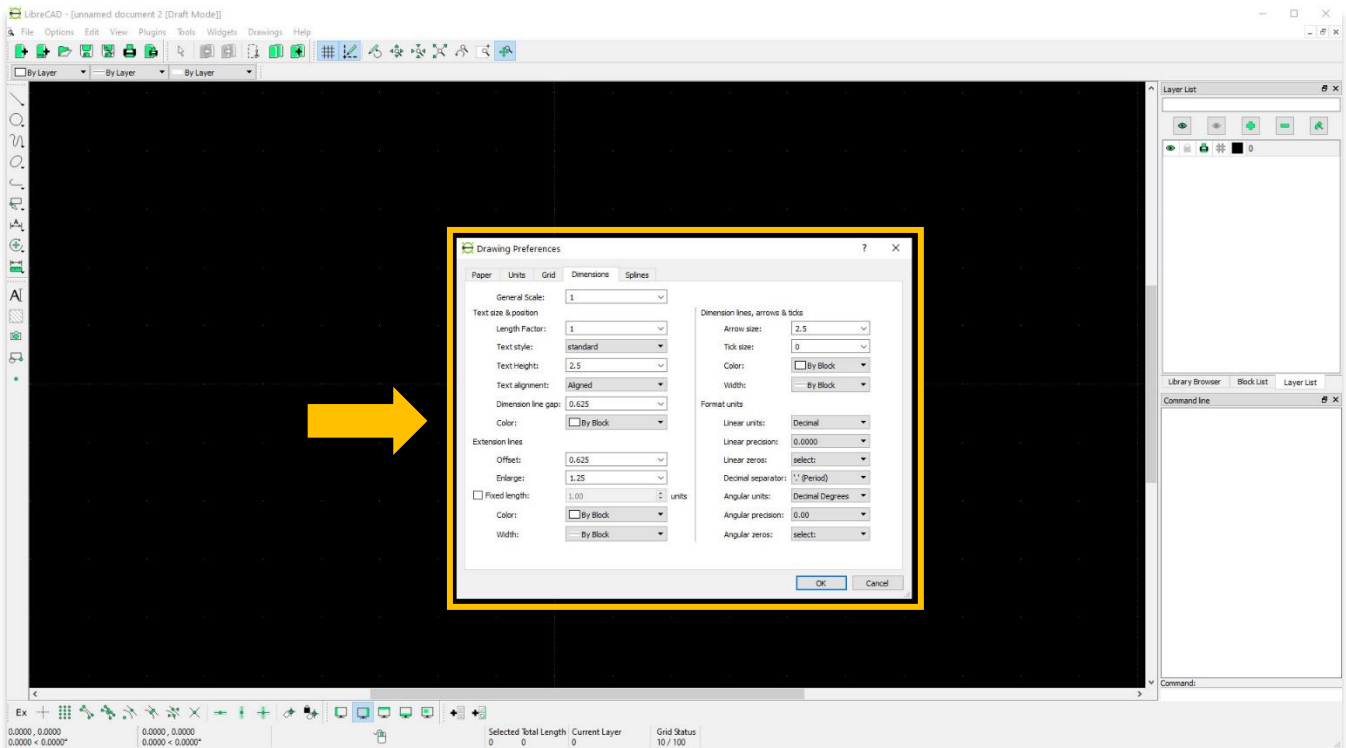 LibreCAD - [unnamed document 2 [Draft Mode]]
File Options Edit View Plugins Tools Widgets Drawings Help
By Layer By Layer By Layer
Layer List
0
Drawing Preferences ?
Paper Units Grid Dimensions Splines
General Scale: 1
Text size & position
Length Factor: 1
Text style: standard
Text Height: 2.5
Text alignment: Aligned
Dimension line gap: 0.625
Color: By Block
Extension lines
Offset: 0.625
Enlarge: 1.25
Fixed length: 1.00 units
Color: By Block
Width: By Block
Dimension lines, arrows & ticks
Arrow size: 2.5
Tick size: 0
Color: By Block
Width: By Block
Format units
Linear units: Decimal
Linear precision: 0.0000
Linear zeros: select:
Decimal separator: '.' (Period)
Angular units: Decimal Degrees
Angular precision: 0.00
Angular zeros: select:
OK Cancel
Library Browser Block List Layer List
Command line
Command:
Ex
0.0000 , 0.0000
0.0000 < 0.0000°
0.0000 , 0.0000
0.0000 < 0.0000°
Selected Total Length Current Layer Grid Status
0 0 0 10 / 100